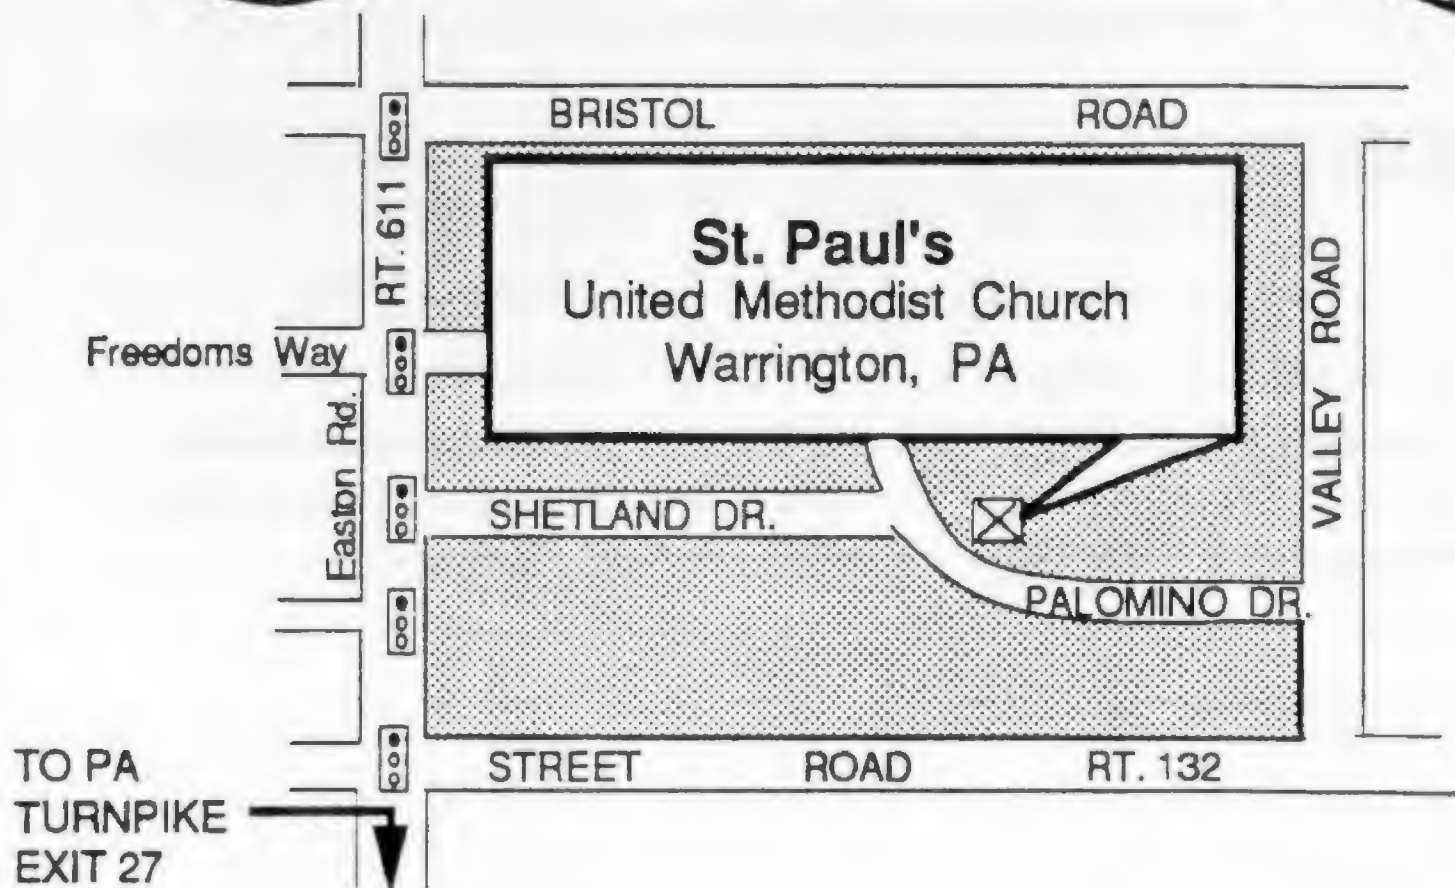 BRISTOL ROAD
RT. 611
St. Paul's
United Methodist Church
Warrington, PA
Freedoms Way
VALLEY ROAD
Easton Rd.
SHETLAND DR.
PALOMINO DR.
STREET ROAD RT. 132
TO PA
TURNPIKE
EXIT 27